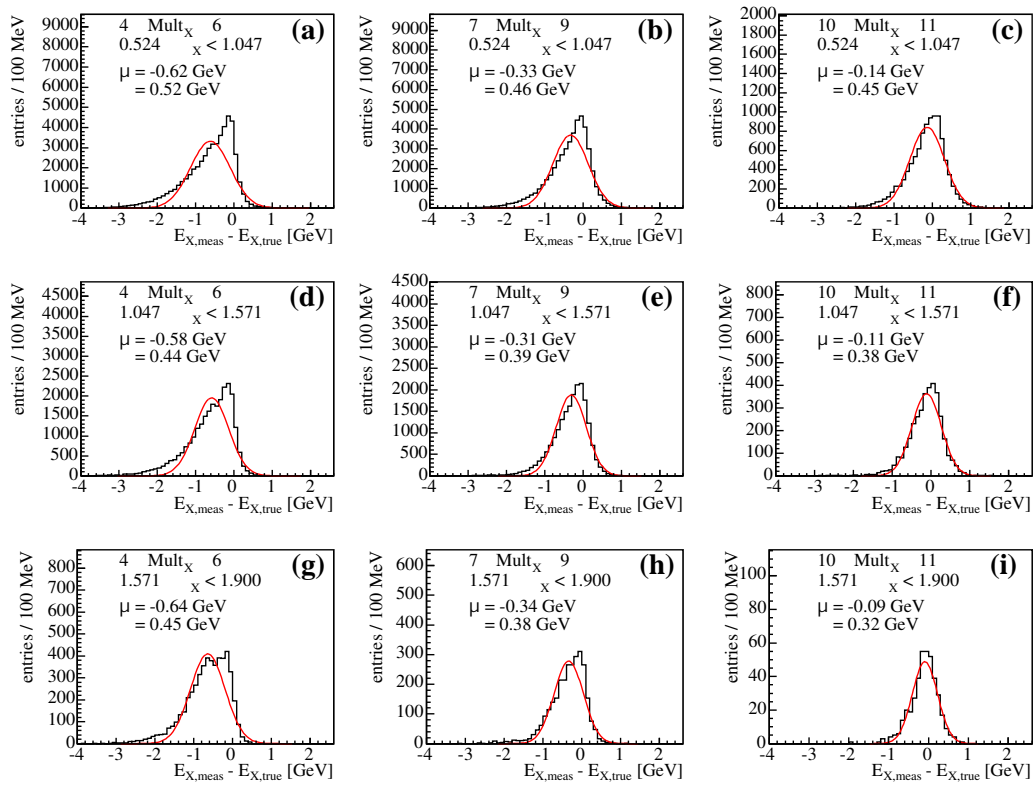 entries / 100 MeV
9000
8000
7000
6000
5000
4000
3000
2000
1000
0
4 Mult_X 6 (a)
0.524 _X < 1.047
μ = -0.62 GeV
= 0.52 GeV
-4 -3 -2 -1 0 1 2
E_X,meas - E_X,true [GeV]
entries / 100 MeV
9000
8000
7000
6000
5000
4000
3000
2000
1000
0
7 Mult_X 9 (b)
0.524 _X < 1.047
μ = -0.33 GeV
= 0.46 GeV
-4 -3 -2 -1 0 1 2
E_X,meas - E_X,true [GeV]
entries / 100 MeV
2000
1800
1600
1400
1200
1000
800
600
400
200
0
10 Mult_X 11 (c)
0.524 _X < 1.047
μ = -0.14 GeV
= 0.45 GeV
-4 -3 -2 -1 0 1 2
E_X,meas - E_X,true [GeV]
entries / 100 MeV
4500
4000
3500
3000
2500
2000
1500
1000
500
0
4 Mult_X 6 (d)
1.047 _X < 1.571
μ = -0.58 GeV
= 0.44 GeV
-4 -3 -2 -1 0 1 2
E_X,meas - E_X,true [GeV]
entries / 100 MeV
4500
4000
3500
3000
2500
2000
1500
1000
500
0
7 Mult_X 9 (e)
1.047 _X < 1.571
μ = -0.31 GeV
= 0.39 GeV
-4 -3 -2 -1 0 1 2
E_X,meas - E_X,true [GeV]
entries / 100 MeV
800
700
600
500
400
300
200
100
0
10 Mult_X 11 (f)
1.047 _X < 1.571
μ = -0.11 GeV
= 0.38 GeV
-4 -3 -2 -1 0 1 2
E_X,meas - E_X,true [GeV]
entries / 100 MeV
800
700
600
500
400
300
200
100
0
4 Mult_X 6 (g)
1.571 _X < 1.900
μ = -0.64 GeV
= 0.45 GeV
-4 -3 -2 -1 0 1 2
E_X,meas - E_X,true [GeV]
entries / 100 MeV
600
500
400
300
200
100
0
7 Mult_X 9 (h)
1.571 _X < 1.900
μ = -0.34 GeV
= 0.38 GeV
-4 -3 -2 -1 0 1 2
E_X,meas - E_X,true [GeV]
entries / 100 MeV
100
80
60
40
20
0
10 Mult_X 11 (i)
1.571 _X < 1.900
μ = -0.09 GeV
= 0.32 GeV
-4 -3 -2 -1 0 1 2
E_X,meas - E_X,true [GeV]